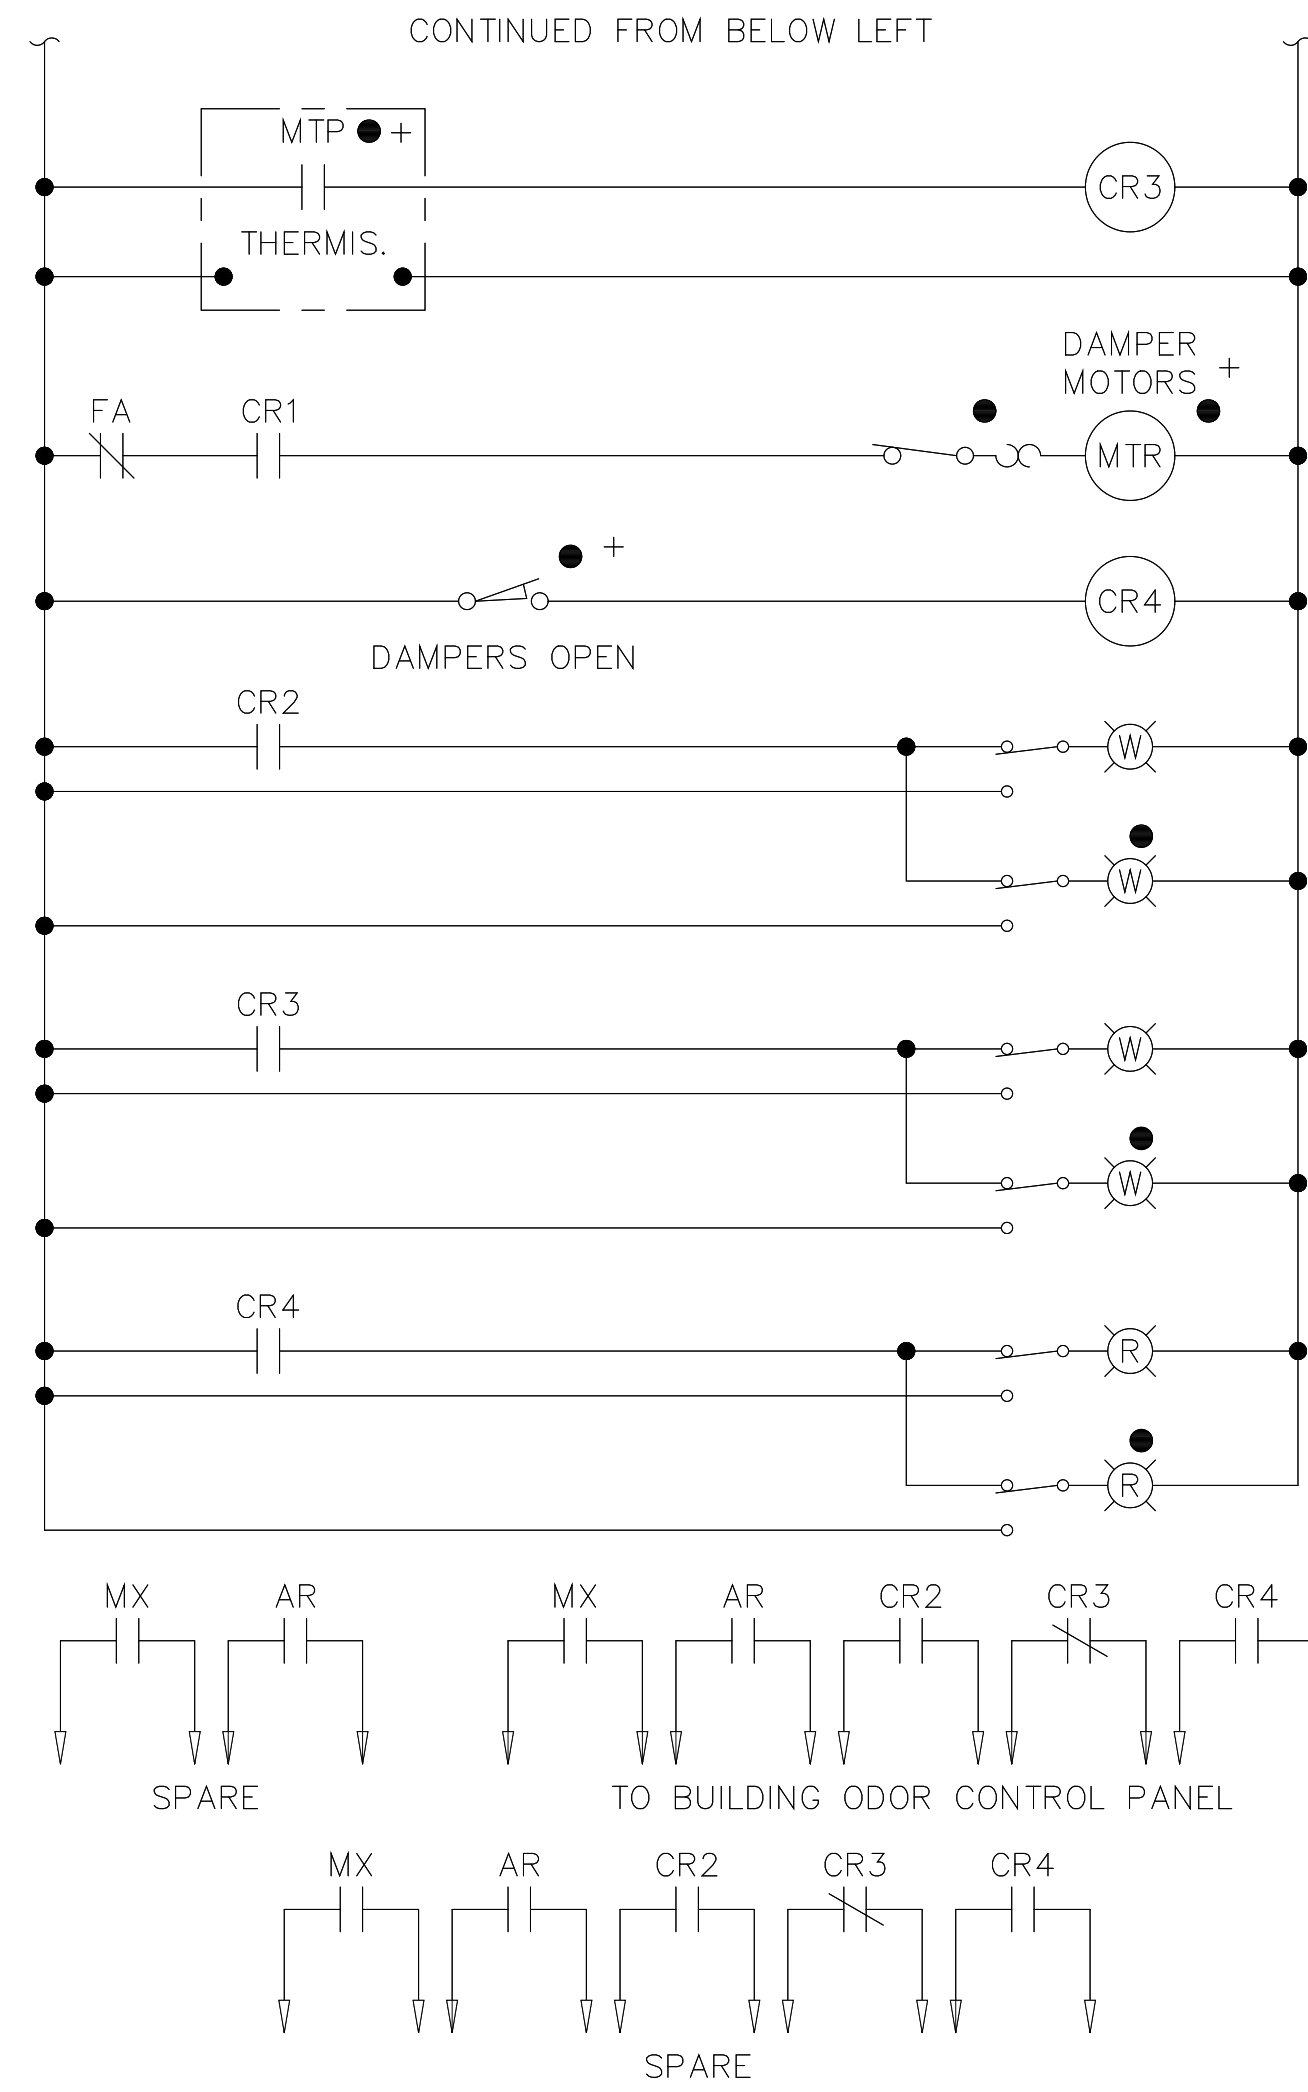 CONTINUED FROM BELOW LEFT
MTP +
CR3
THERMIS.
DAMPER
MOTORS +
FA CR1
MTR
+
CR4
DAMPERS OPEN
CR2
W
W
CR3
W
W
CR4
R
R
MX AR MX AR CR2 CR3 CR4
SPARE TO BUILDING ODOR CONTROL PANEL
MX AR CR2 CR3 CR4
SPARE